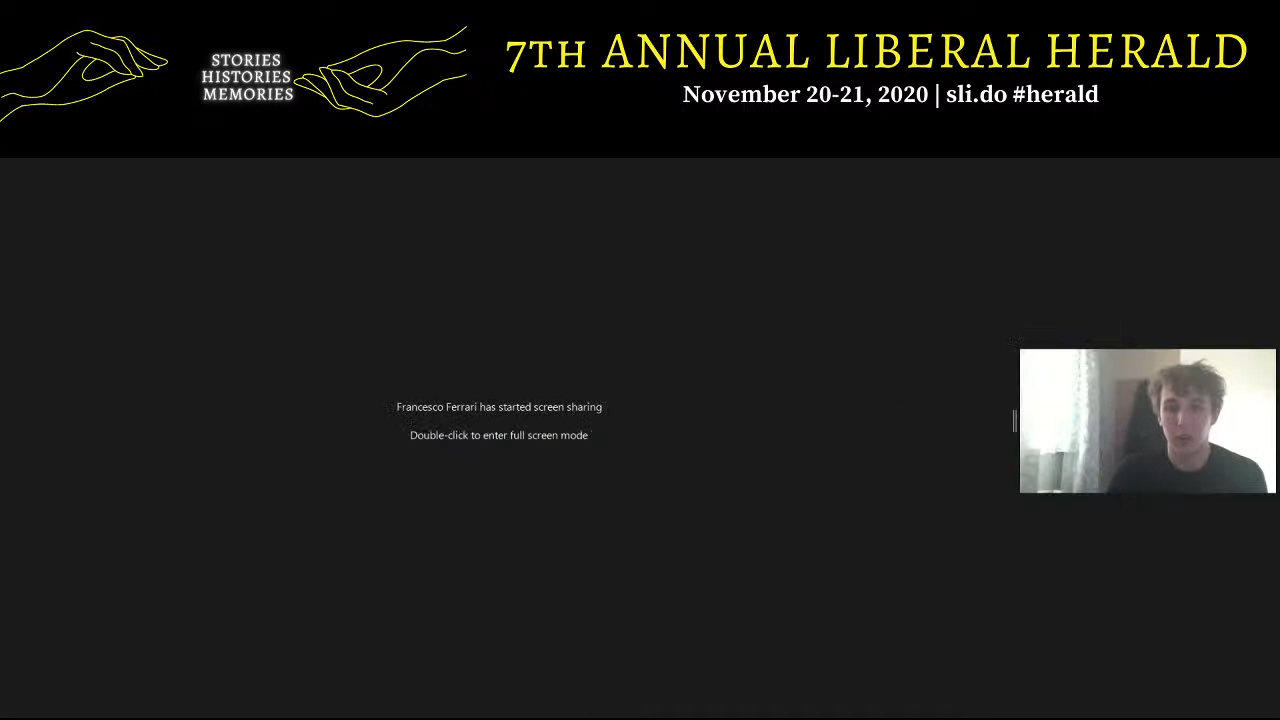 STORIES
HISTORIES
MEMORIES
7TH ANNUAL LIBERAL HERALD
November 20-21, 2020 | sli.do #herald
Francesco Ferrari has started screen sharing
Double-click to enter full screen mode